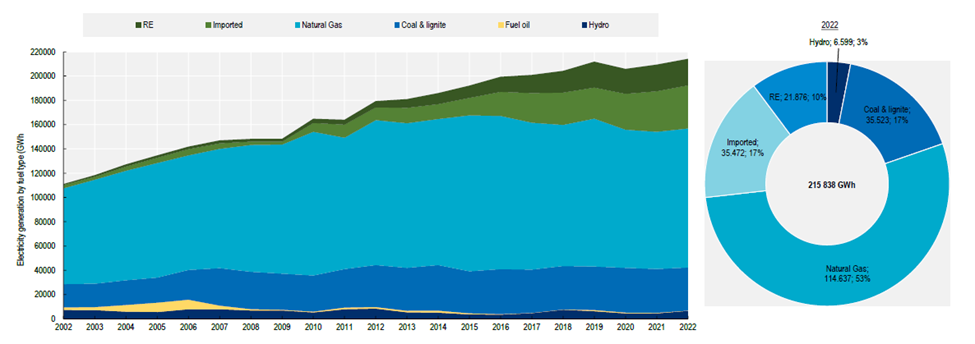 RE Imported Natural Gas Coal & lignite Fuel oil Hydro
Electricity generation by fuel type (GWh)
220000
200000
180000
160000
140000
120000
100000
80000
60000
40000
20000
0
2002 2003 2004 2005 2006 2007 2008 2009 2010 2011 2012 2013 2014 2015 2016 2017 2018 2019 2020 2021 2022
2022
Hydro; 6.599; 3%
RE; 21.876; 10%
Coal & lignite;
35.523; 17%
Imported;
35.472; 17%
215 838 GWh
Natural Gas;
114.637; 53%